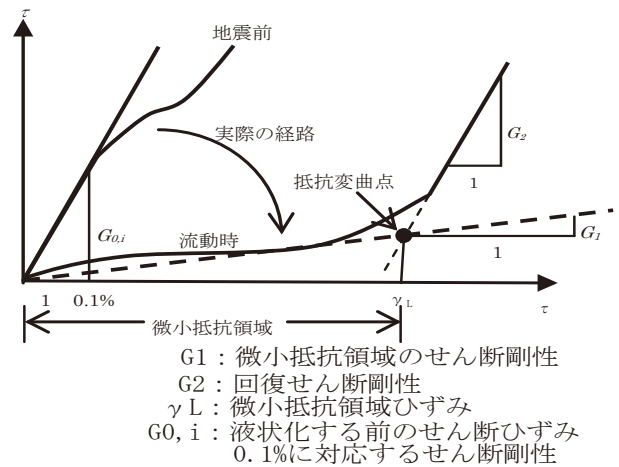 τ
地震前
実際の経路
G2
1
抵抗変曲点
G0,i
流動時
G1
1
1
0.1%
γL
τ
微小抵抗領域
G1：微小抵抗領域のせん断剛性
G2：回復せん断剛性
γL：微小抵抗領域ひずみ
G0,i：液状化する前のせん断ひずみ
0.1%に対応するせん断剛性